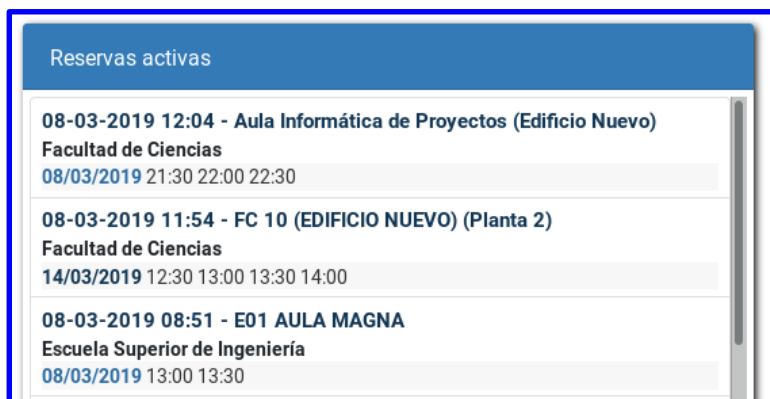 Reservas activas
08-03-2019 12:04 - Aula Informática de Proyectos (Edificio Nuevo)
Facultad de Ciencias
08/03/2019 21:30 22:00 22:30
08-03-2019 11:54 - FC 10 (EDIFICIO NUEVO) (Planta 2)
Facultad de Ciencias
14/03/2019 12:30 13:00 13:30 14:00
08-03-2019 08:51 - E01 AULA MAGNA
Escuela Superior de Ingeniería
08/03/2019 13:00 13:30